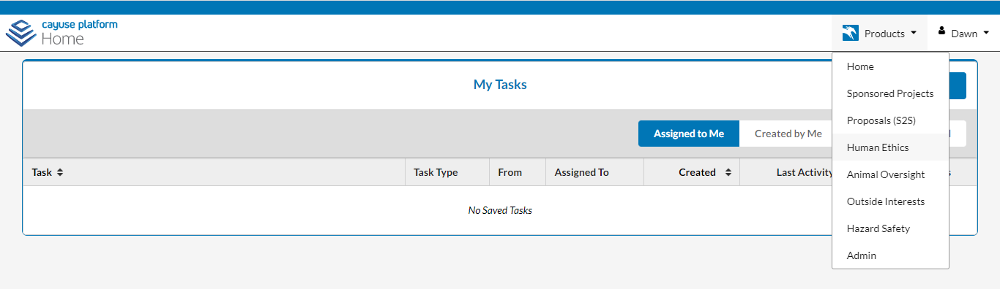 cayuse platform
Home
Products
Dawn
My Tasks
Assigned to Me
Created by Me
Task
Task Type
From
Assigned To
Created
Last Activity
No Saved Tasks
Home
Sponsored Projects
Proposals (S2S)
Human Ethics
Animal Oversight
Outside Interests
Hazard Safety
Admin